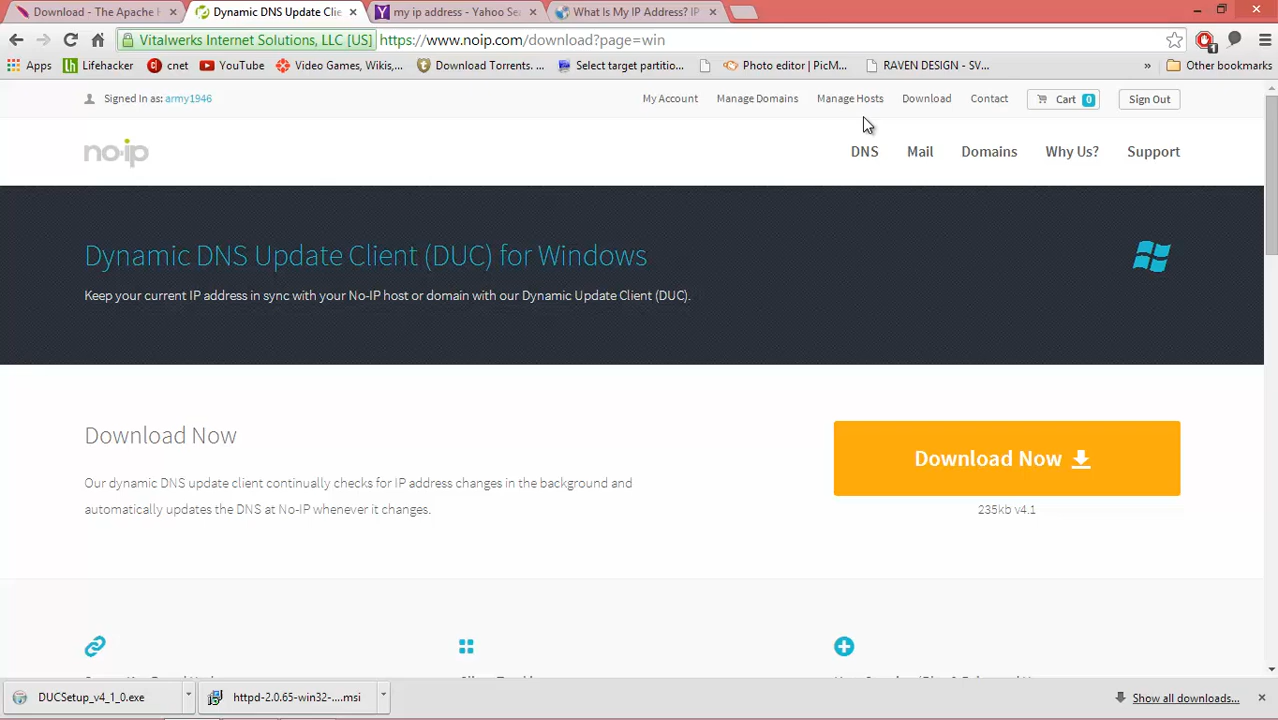 Download - The Apache
Dynamic DNS Update Clie
my ip address - Yahoo Se
What Is My IP Address? IP
Vitalwerks Internet Solutions, LLC [US]
https://www.noip.com/download?page=win
Apps
Lifehacker
cnet
YouTube
Video Games, Wikis,...
Download Torrents. ...
Select target partitio...
Photo editor | PicM...
RAVEN DESIGN - SV...
»
Other bookmarks
Signed In as: army1946
My Account
Manage Domains
Manage Hosts
Download
Contact
Cart 0
Sign Out
no-ip
DNS
Mail
Domains
Why Us?
Support
Dynamic DNS Update Client (DUC) for Windows
Keep your current IP address in sync with your No-IP host or domain with our Dynamic Update Client (DUC).
Download Now
Our dynamic DNS update client continually checks for IP address changes in the background and
automatically updates the DNS at No-IP whenever it changes.
Download Now
235kb v4.1
DUCSetup_v4_1_0.exe
httpd-2.0.65-win32-....msi
Show all downloads...